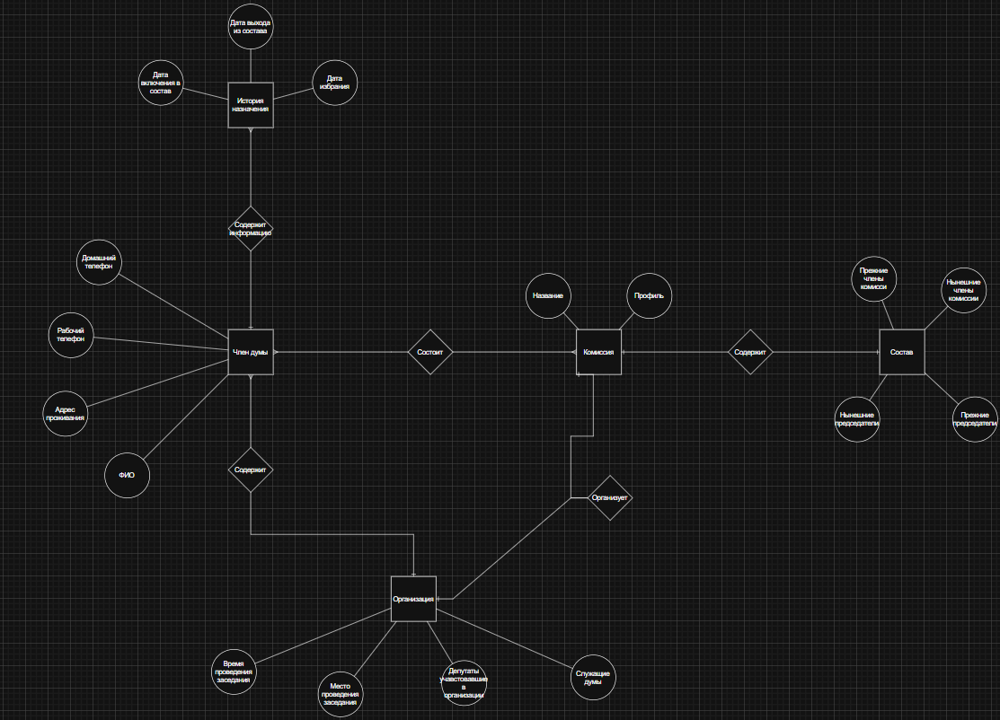 Дата выхода
из состава
Дата
включения в
состав
Дата
избрания
История
назначения
Содержит
информацию
Домашний
телефон
Рабочий
телефон
Адрес
проживания
ФИО
Член думы
Состоит
Название
Профиль
Комиссия
Содержит
Прежние
члены
комисси
Нынешние
члены
комиссии
Состав
Нынешние
председатели
Прежние
председатели
Содержит
Организует
Организация
Время
проведения
заседания
Место
проведения
заседания
Депутаты
учавстовавшие
в
организации
Служащие
думы